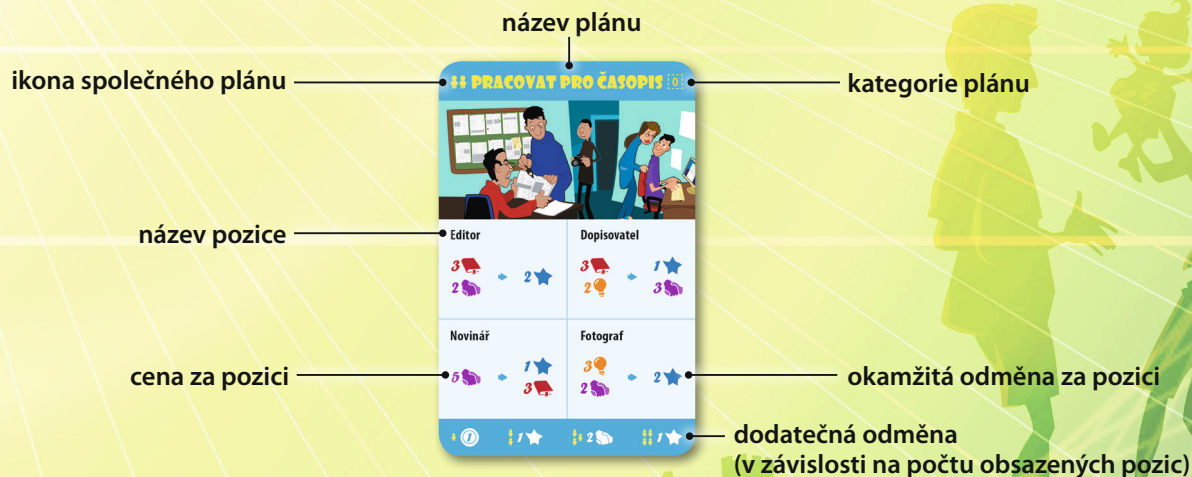 název plánu
ikona společného plánu
PRACOVAT PRO ČASOPIS 0
kategorie plánu
název pozice
Editor
Dopisovatel
3
2
2
3
2
1
3
Novinář
Fotograf
cena za pozici
5
1
3
3
2
2
okamžitá odměna za pozici
1
1
2
1
dodatečná odměna
(v závislosti na počtu obsazených pozic)